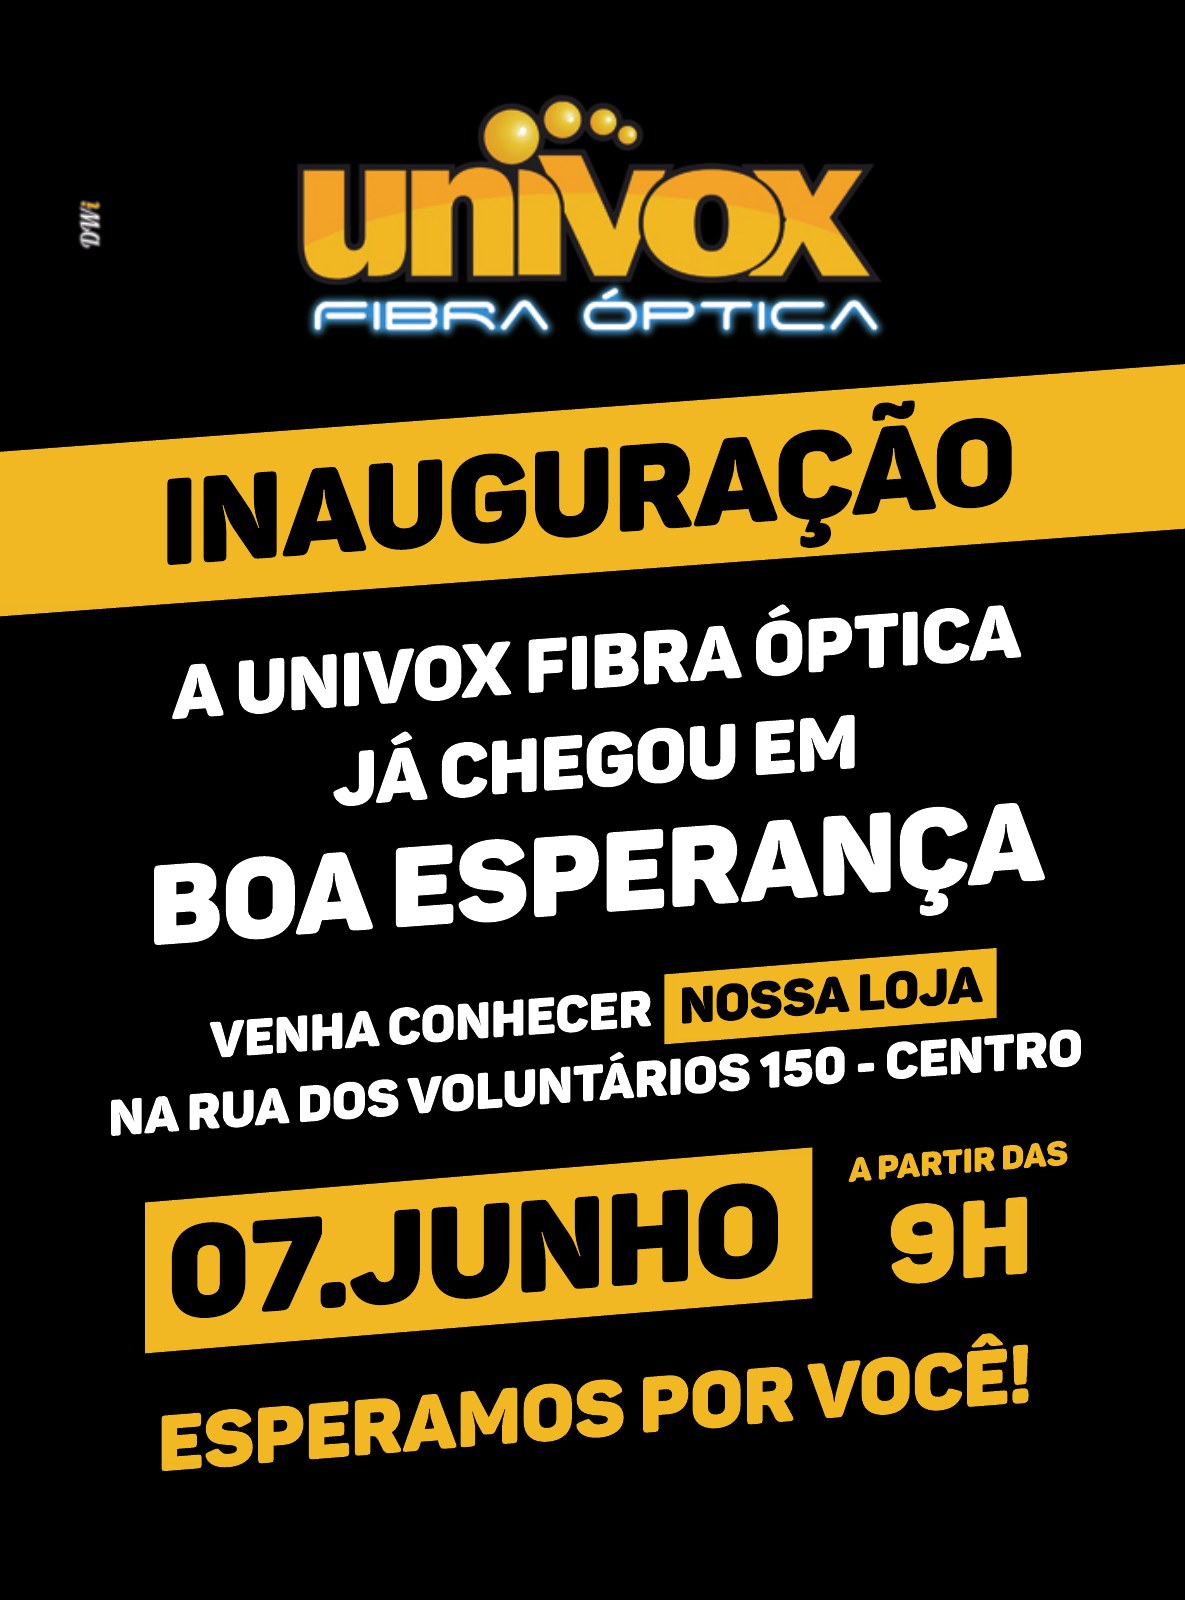 univox
FIBRA ÓPTICA
INAUGURAÇÃO
A UNIVOX FIBRA ÓPTICA
JÁ CHEGOU EM
BOA ESPERANÇA
VENHA CONHECER NOSSA LOJA
NA RUA DOS VOLUNTÁRIOS 150 - CENTRO
07.JUNHO
A PARTIR DAS
9H
ESPERAMOS POR VOCÊ!